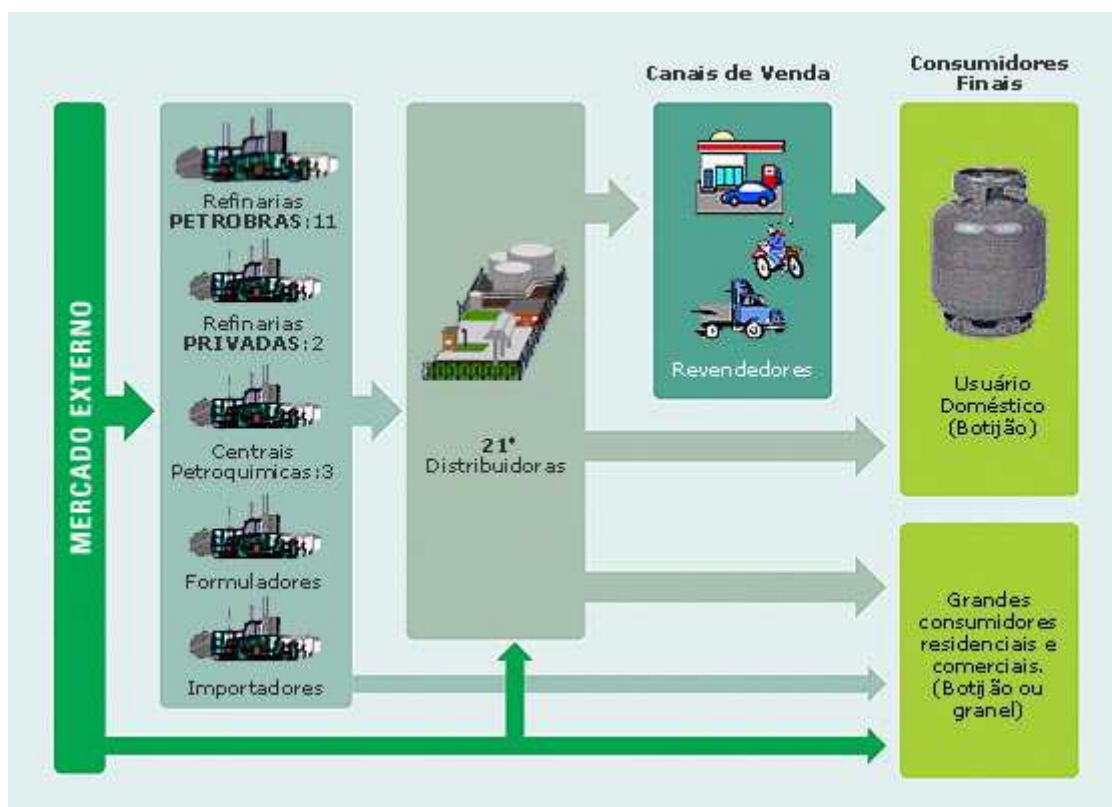 Canais de Venda
Consumidores
Finais
MERCADO EXTERNO
Refinarias
PETROBRAS:11
Refinarias
PRIVADAS:2
Centrais
Petroquimicas:3
Formuladores
Importadores
21*
Distribuidoras
Revendedores
Usuário
Doméstico
(Botijão)
Grandes
consumidores
residenciais e
comerciais.
(Botijão ou
granel)